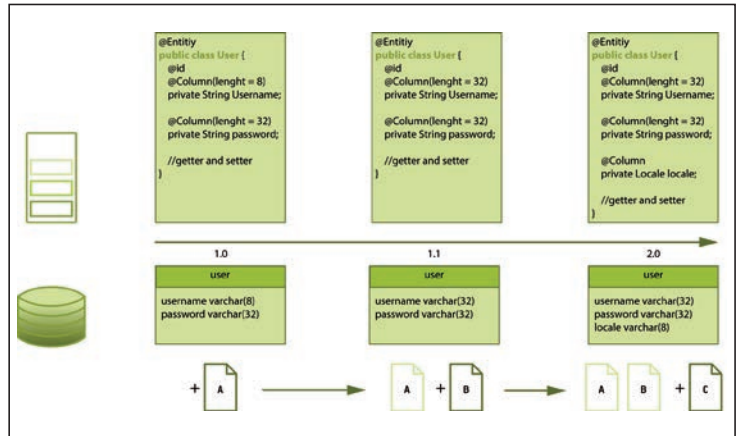 @Entitiy
public class User {
@id
@Column(lenght = 8)
private String Username;
@Column(lenght = 32)
private String password;
//getter and setter
}
@Entitiy
public class User {
@id
@Column(lenght = 32)
private String Username;
@Column(lenght = 32)
private String password;
//getter and setter
}
@Entitiy
public class User {
@id
@Column(lenght = 32)
private String Username;
@Column(lenght = 32)
private String password;
@Column
private Locale locale;
//getter and setter
}
1.0
1.1
2.0
user
username varchar(8)
password varchar(32)
user
username varchar(32)
password varchar(32)
user
username varchar(32)
password varchar(32)
locale varchar(8)
+ A
A + B
A B + C